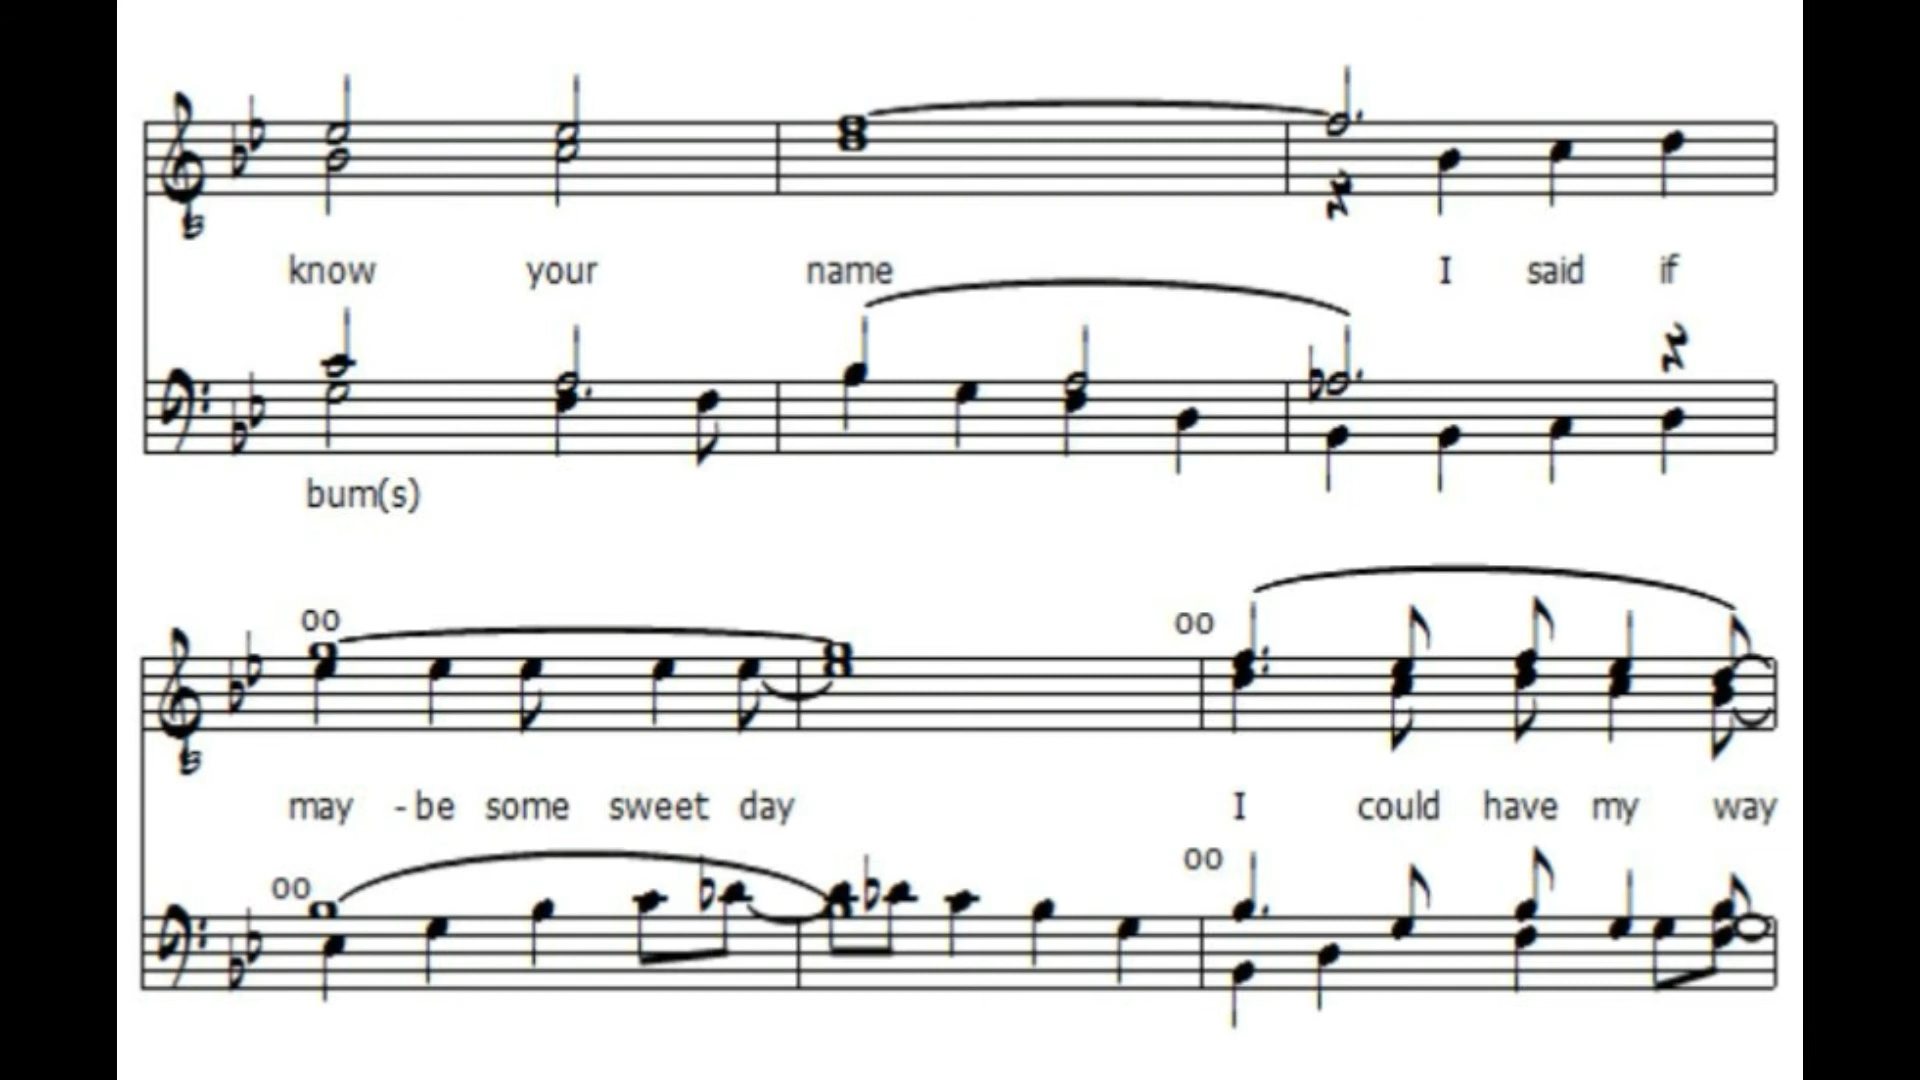 know your name I said if
bum(s)
oo oo
may - be some sweet day I could have my way
oo oo